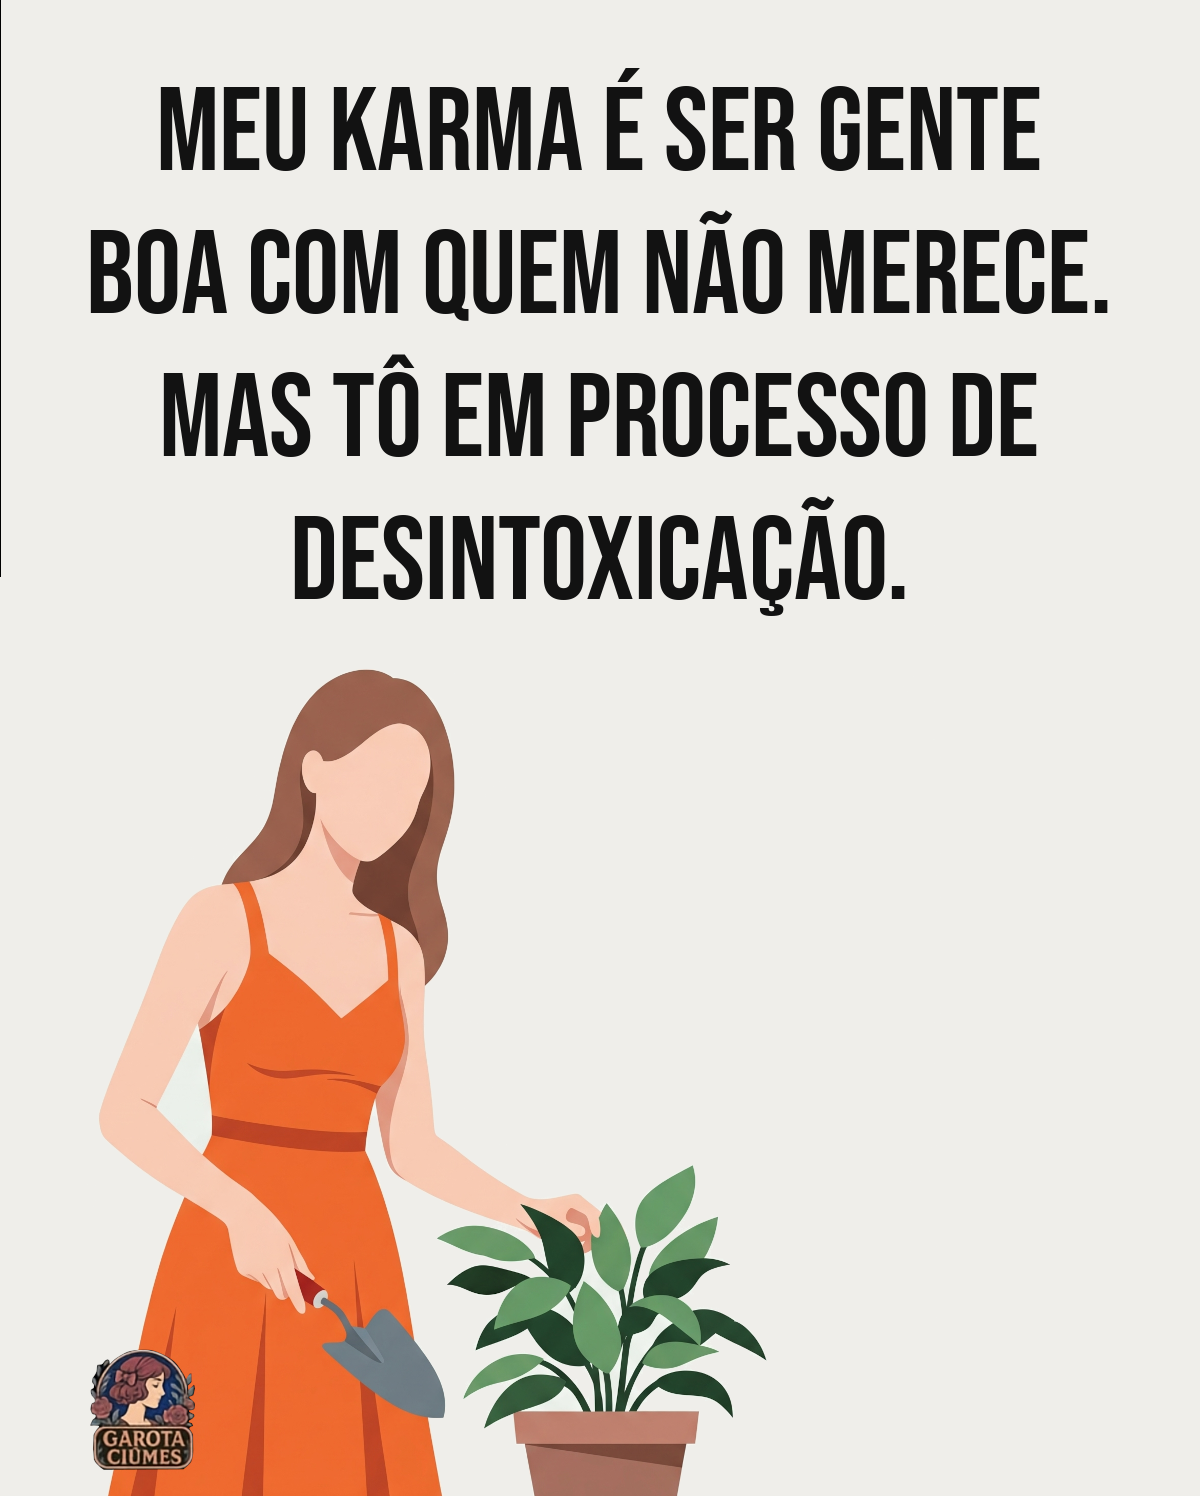 MEU KARMA É SER GENTE
BOA COM QUEM NÃO MERECE.
MAS TÔ EM PROCESSO DE
DESINTOXICAÇÃO.
GAROTA
CIÚMES